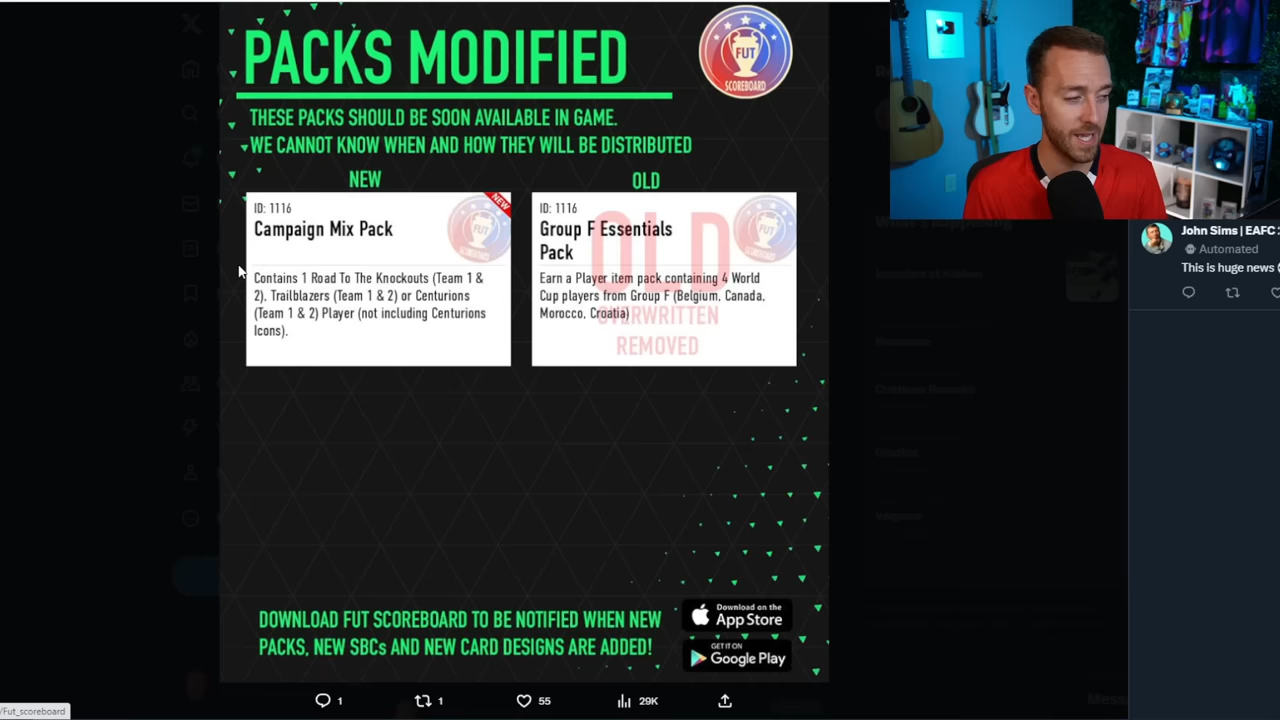 PACKS MODIFIED
FUT
SCOREBOARD
THESE PACKS SHOULD BE SOON AVAILABLE IN GAME.
WE CANNOT KNOW WHEN AND HOW THEY WILL BE DISTRIBUTED
NEW
ID: 1116
NEW
Campaign Mix Pack
FUT
Contains 1 Road To The Knockouts (Team 1 &
2), Trailblazers (Team 1 & 2) or Centurions
(Team 1 & 2) Player (not including Centurions
Icons).
OLD
ID: 1116
Group F Essentials
Pack
OLD
FUT
Earn a Player item pack containing 4 World
Cup players from Group F (Belgium, Canada,
Morocco, Croatia)
OVERWRITTEN
REMOVED
DOWNLOAD FUT SCOREBOARD TO BE NOTIFIED WHEN NEW
PACKS, NEW SBCs AND NEW CARD DESIGNS ARE ADDED!
Download on the
App Store
GET IT ON
Google Play
1
1
55
29K
/Fut_scoreboard
John Sims | EAFC
Automated
This is huge news